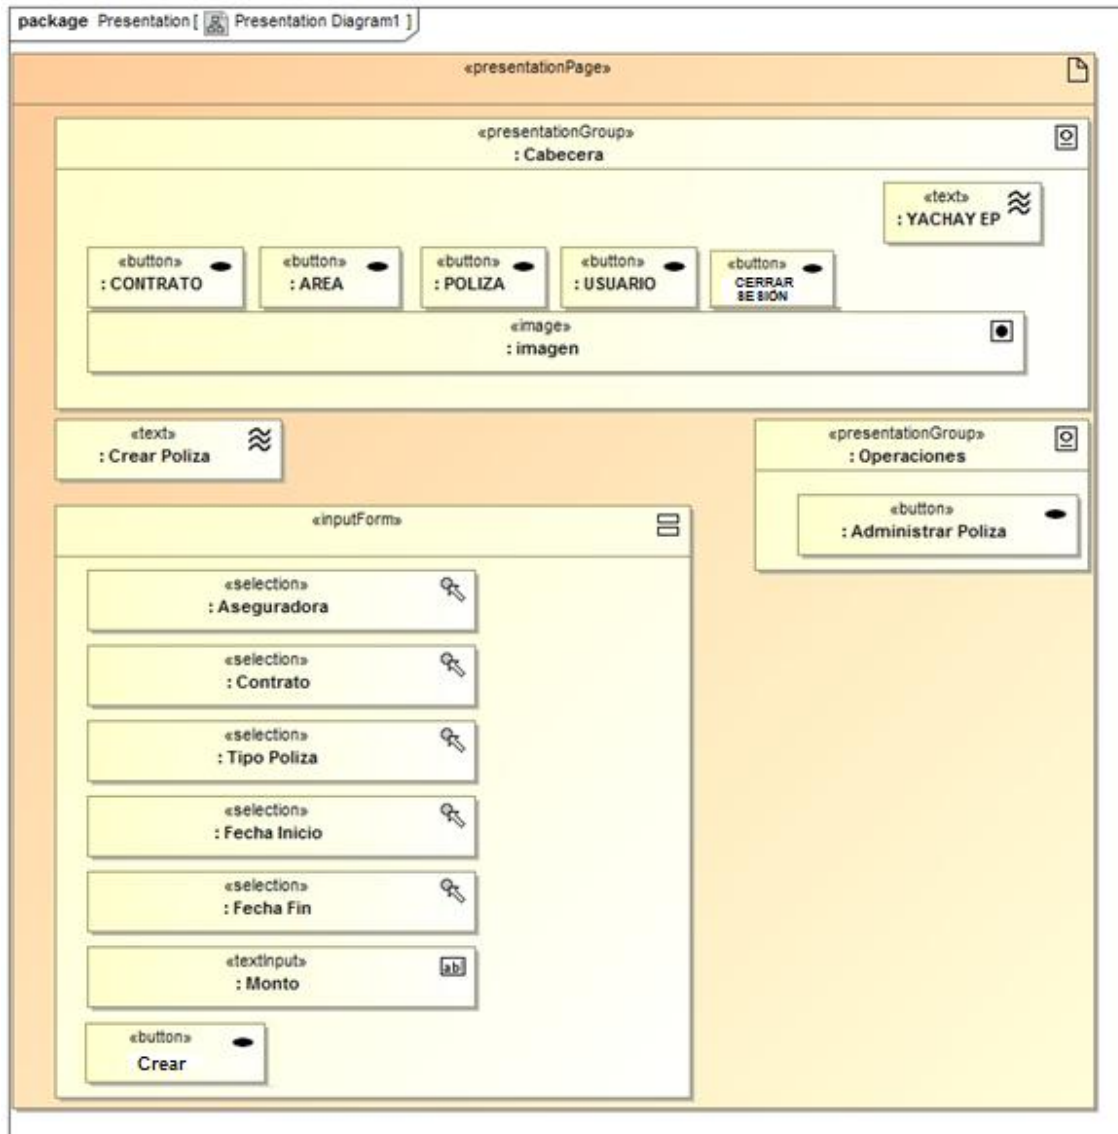 package Presentation [ Presentation Diagram1 ]
«presentationPage»
«presentationGroup»
: Cabecera
«text»
: YACHAY EP
«button»
: CONTRATO
«button»
: AREA
«button»
: POLIZA
«button»
: USUARIO
«button»
CERRAR
SESIÓN
«image»
: imagen
«text»
: Crear Poliza
«presentationGroup»
: Operaciones
«button»
: Administrar Poliza
«inputForm»
«selection»
: Aseguradora
«selection»
: Contrato
«selection»
: Tipo Poliza
«selection»
: Fecha Inicio
«selection»
: Fecha Fin
«textInput»
: Monto
ab
«button»
Crear